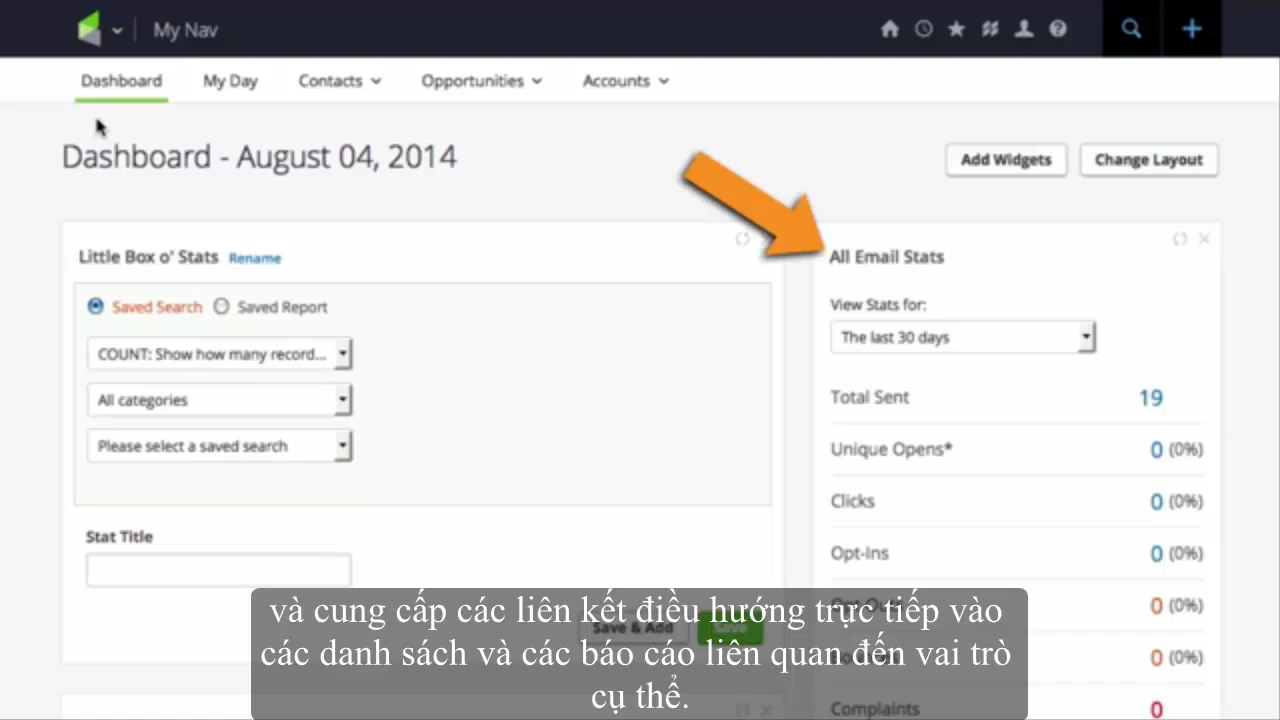 My Nav
Dashboard My Day Contacts Opportunities Accounts
Dashboard - August 04, 2014
Add Widgets Change Layout
Little Box o' Stats Rename
Saved Search Saved Report
COUNT: Show how many record...
All categories
Please select a saved search
Stat Title
Save & Add Save
All Email Stats
View Stats for:
The last 30 days
Total Sent 19
Unique Opens* 0 (0%)
Clicks 0 (0%)
Opt-Ins 0 (0%)
Opt-Outs 0 (0%)
0 (0%)
Complaints 0
và cung cấp các liên kết điều hướng trực tiếp vào
các danh sách và các báo cáo liên quan đến vai trò
cụ thể.